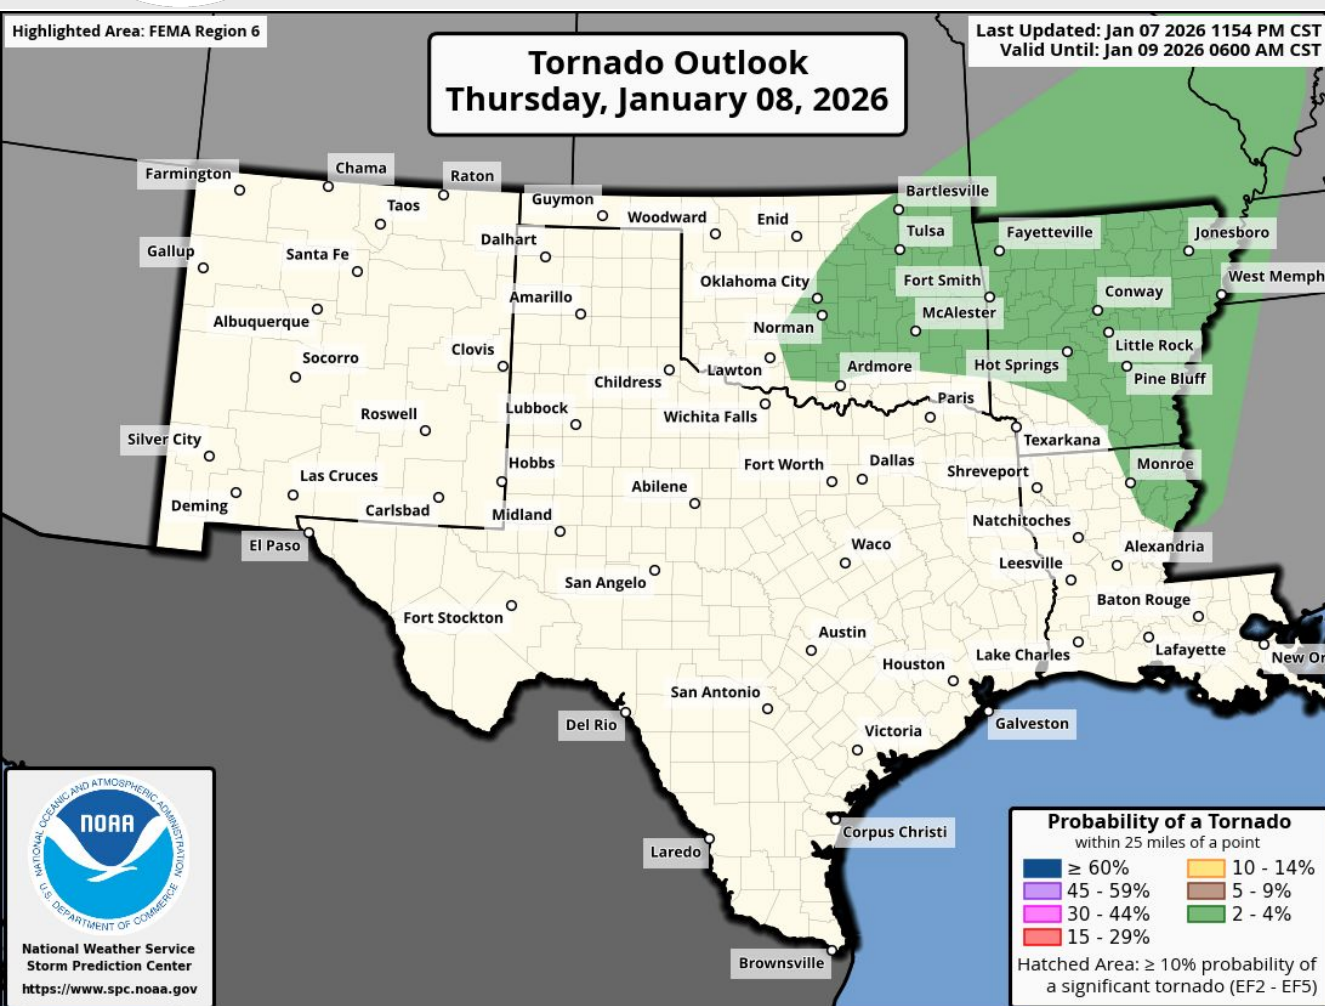 Highlighted Area: FEMA Region 6
Last Updated: Jan 07 2026 1154 PM CST
Valid Until: Jan 09 2026 0600 AM CST
Tornado Outlook
Thursday, January 08, 2026
Farmington
Chama
Raton
Taos
Guymon
Woodward
Enid
Bartlesville
Tulsa
Fayetteville
Jonesboro
Gallup
Santa Fe
Dalhart
Oklahoma City
Fort Smith
West Memph
Amarillo
Conway
Albuquerque
Norman
McAlester
Socorro
Clovis
Lawton
Ardmore
Hot Springs
Little Rock
Childress
Pine Bluff
Roswell
Lubbock
Wichita Falls
Paris
Silver City
Texarkana
Las Cruces
Hobbs
Fort Worth
Dallas
Shreveport
Monroe
Deming
Carlsbad
Midland
Abilene
Natchitoches
El Paso
Waco
Alexandria
San Angelo
Leesville
Fort Stockton
Baton Rouge
Austin
Houston
Lake Charles
Lafayette
New Or
San Antonio
Del Rio
Galveston
Victoria
Corpus Christi
Laredo
Brownsville
NATIONAL OCEANIC AND ATMOSPHERIC ADMINISTRATION
NOAA
U.S. DEPARTMENT OF COMMERCE
National Weather Service
Storm Prediction Center
https://www.spc.noaa.gov
Probability of a Tornado
within 25 miles of a point
≥ 60%
10 - 14%
45 - 59%
5 - 9%
30 - 44%
2 - 4%
15 - 29%
Hatched Area: ≥ 10% probability of
a significant tornado (EF2 - EF5)